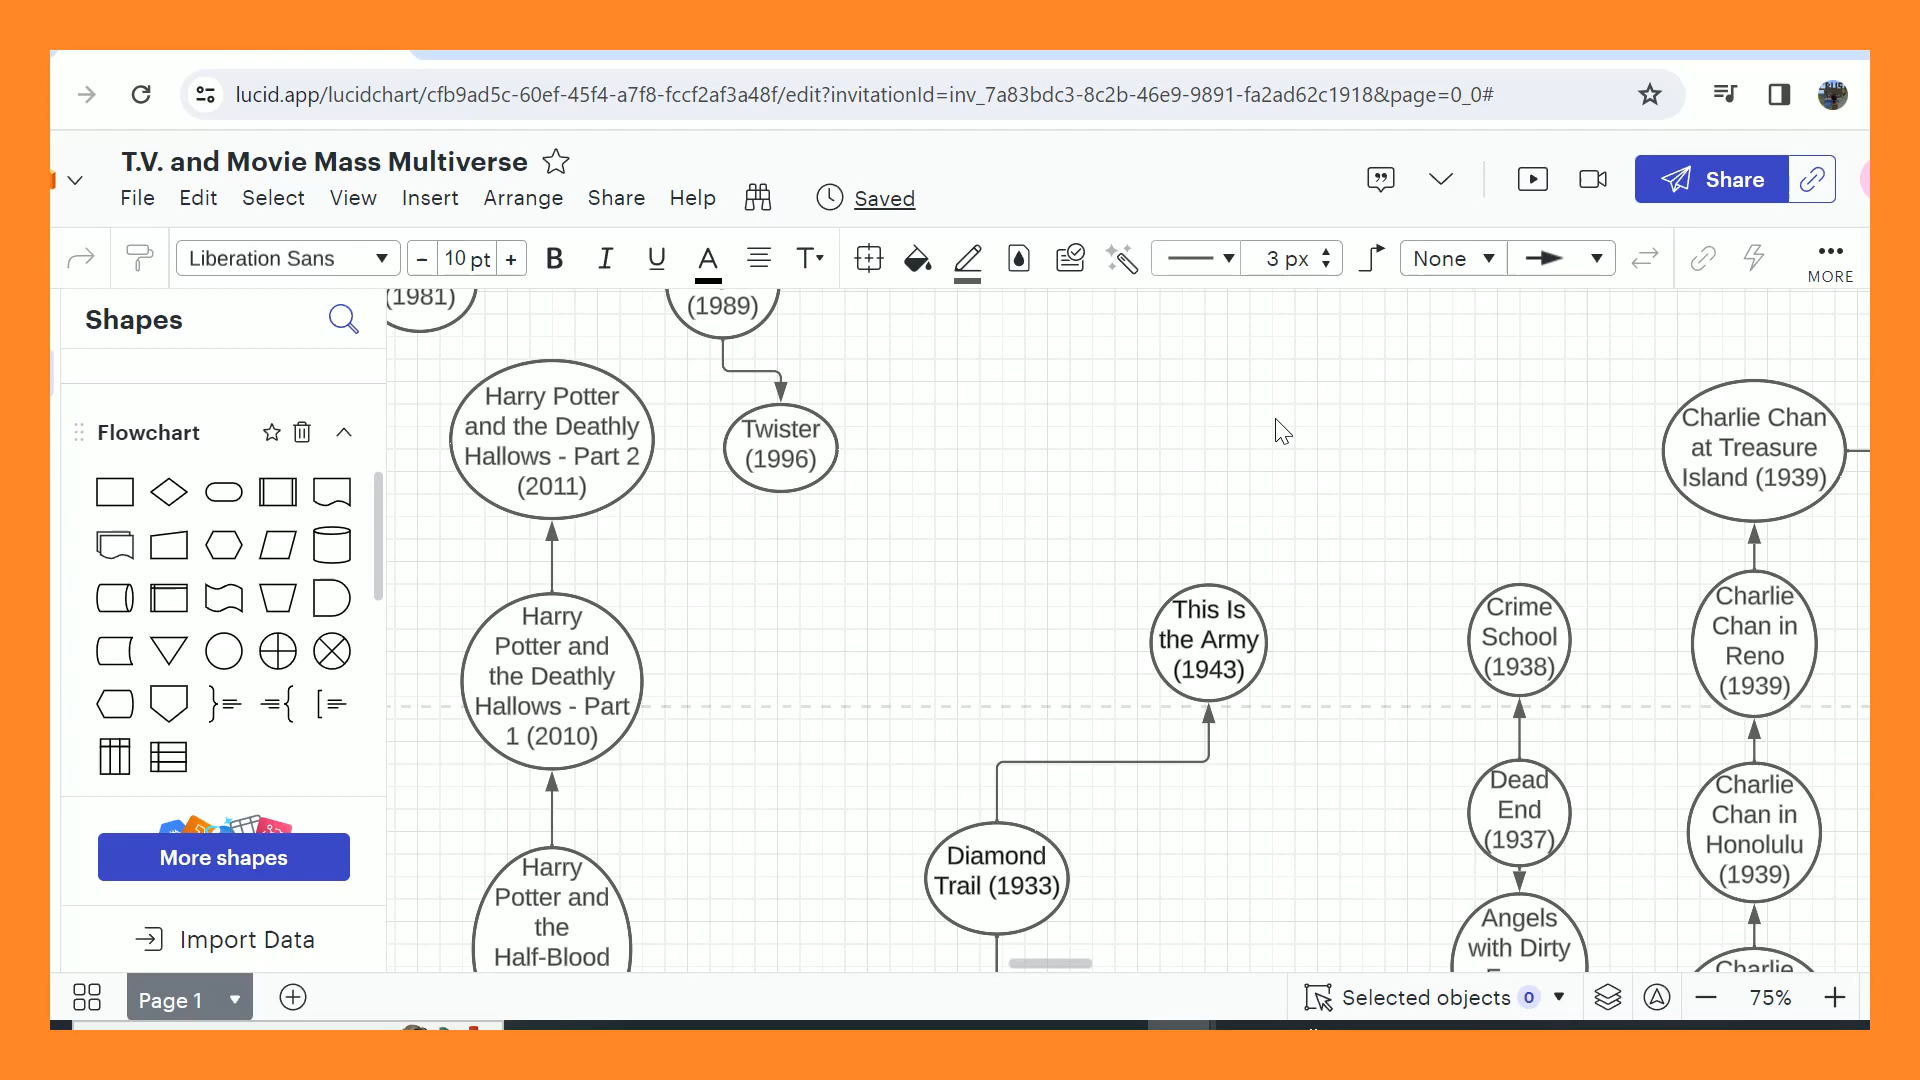 lucid.app/lucidchart/cfb9ad5c-60ef-45f4-a7f8-fccf2af3a48f/edit?invitationId=inv_7a83bdc3-8c2b-46e9-9891-fa2ad62c1918&page=0_0#
T.V. and Movie Mass Multiverse
File Edit Select View Insert Arrange Share Help Saved
Share
Liberation Sans
- 10 pt +
B I U A T
3 px
None
MORE
Shapes
Flowchart
More shapes
Import Data
(1981)
(1989)
Harry Potter
and the Deathly
Hallows - Part 2
(2011)
Twister
(1996)
Harry
Potter and
the Deathly
Hallows - Part
1 (2010)
Harry
Potter and
the
Half-Blood
This Is
the Army
(1943)
Diamond
Trail (1933)
Crime
School
(1938)
Dead
End
(1937)
Angels
with Dirty
Charlie Chan
at Treasure
Island (1939)
Charlie
Chan in
Reno
(1939)
Charlie
Chan in
Honolulu
(1939)
Charlie
Page 1
Selected objects 0
75%